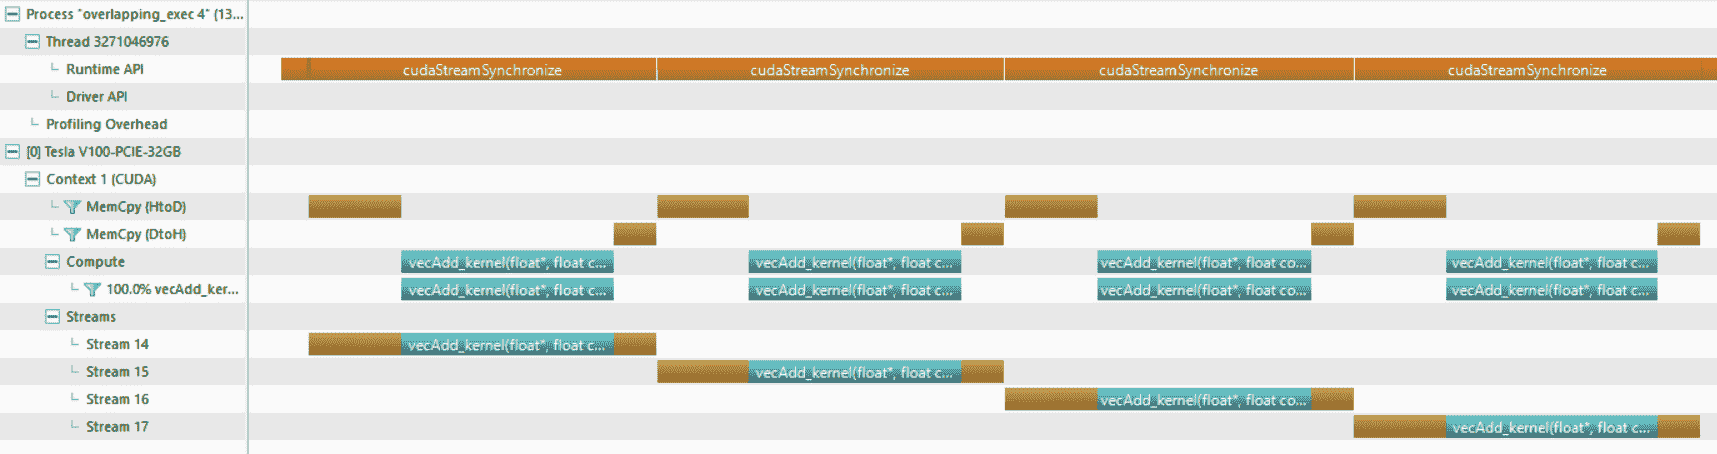 Process "overlapping_exec 4" (13...
Thread 3271046976
Runtime API
cudaStreamSynchronize cudaStreamSynchronize cudaStreamSynchronize cudaStreamSynchronize
Driver API
Profiling Overhead
[0] Tesla V100-PCIE-32GB
Context 1 (CUDA)
MemCpy (HtoD)
MemCpy (DtoH)
Compute
vecAdd_kernel(float*, float c... vecAdd_kernel(float*, float c... vecAdd_kernel(float*, float co... vecAdd_kernel(float*, float c...
100.0% vecAdd_ker...
vecAdd_kernel(float*, float c... vecAdd_kernel(float*, float c... vecAdd_kernel(float*, float co... vecAdd_kernel(float*, float c...
Streams
Stream 14
vecAdd_kernel(float*, float c...
Stream 15
vecAdd_kernel(float*, float c...
Stream 16
vecAdd_kernel(float*, float co...
Stream 17
vecAdd_kernel(float*, float c...